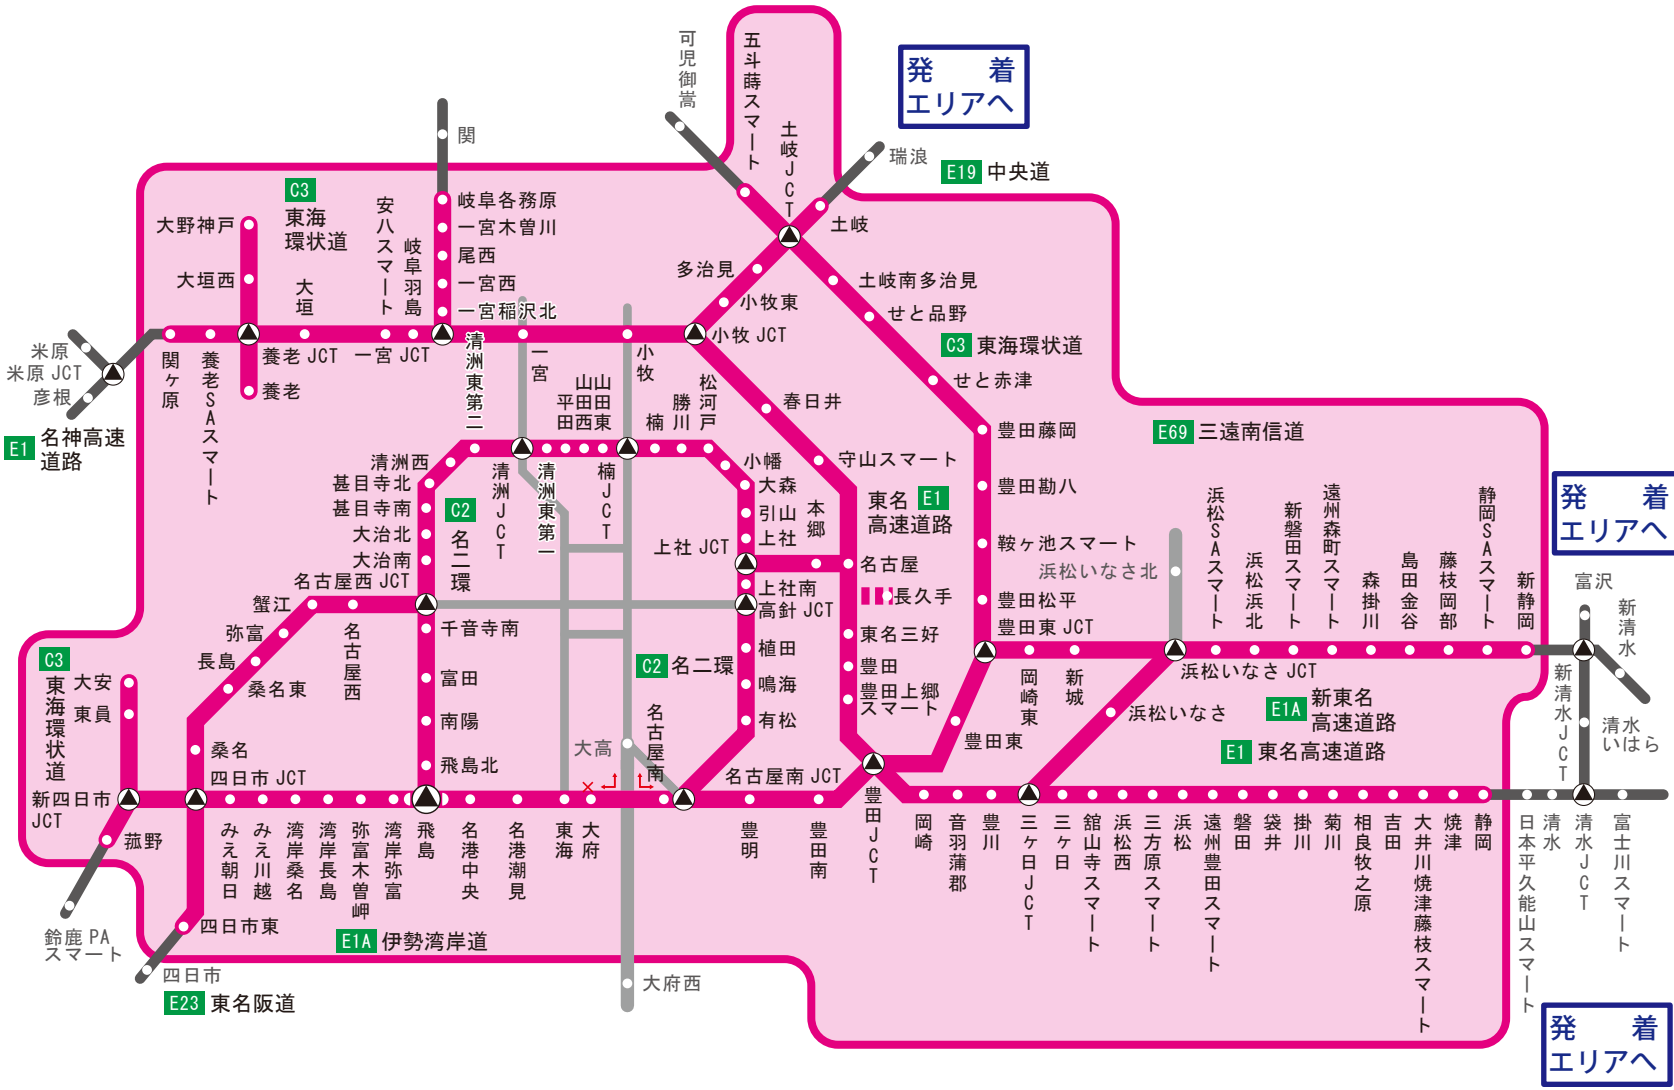 可児御嵩
五斗蒔スマート
土岐JCT
発　着
エリアへ
関
瑞浪
E19 中央道
C3
東海
環状道
安八スマート
岐阜羽島
岐阜各務原
一宮木曽川
尾西
一宮西
一宮稲沢北
大野神戸
大垣西
大垣
土岐
多治見
小牧東
小牧 JCT
土岐南多治見
せと品野
C3 東海環状道
せと赤津
米原
米原 JCT
彦根
E1 名神高速
道路
関ヶ原
養老SAスマート
養老 JCT
養老
一宮 JCT
清洲東第二
一宮
平田
山田西
山田東
小牧
楠
勝川
松河戸
春日井
守山スマート
豊田藤岡
E69 三遠南信道
清洲西
甚目寺北
甚目寺南
大治北
大治南
名古屋西 JCT
C2
名二環
清洲JCT
清洲東第一
楠JCT
小幡
大森
引山
上社
本郷
上社 JCT
上社南
高針 JCT
東名 E1
高速道路
名古屋
長久手
豊田勘八
鞍ヶ池スマート
浜松いなさ北
豊田松平
豊田東 JCT
浜松SAスマート
浜松浜北
新磐田スマート
遠州森町スマート
森掛川
島田金谷
藤枝岡部
静岡SAスマート
新静岡
発　着
エリアへ
富沢
新清水
蟹江
弥富
長島
桑名東
名古屋西
千音寺南
C3
東海環状道
大安
東員
桑名
四日市 JCT
富田
南陽
飛島北
C2 名二環
植田
鳴海
有松
東名三好
豊田
豊田上郷
スマート
岡崎東
新城
浜松いなさ JCT
浜松いなさ
E1A 新東名
高速道路
E1 東名高速道路
新清水JCT
清水
いはら
大高
名古屋南
名古屋南 JCT
豊田東
新四日市
JCT
菰野
みえ朝日
みえ川越
湾岸桑名
湾岸長島
弥富木曽岬
湾岸弥富
飛島
名港中央
名港潮見
東海
大府
豊明
豊田南
豊田JCT
岡崎
音羽蒲郡
豊川
三ヶ日JCT
三ヶ日
舘山寺スマート
浜松西
三方原スマート
浜松
遠州豊田スマート
磐田
袋井
掛川
菊川
相良牧之原
吉田
大井川焼津藤枝スマート
焼津
静岡
日本平久能山スマート
清水
清水JCT
富士川スマート
鈴鹿 PA
スマート
四日市東
四日市
E1A 伊勢湾岸道
E23 東名阪道
大府西
発　着
エリアへ